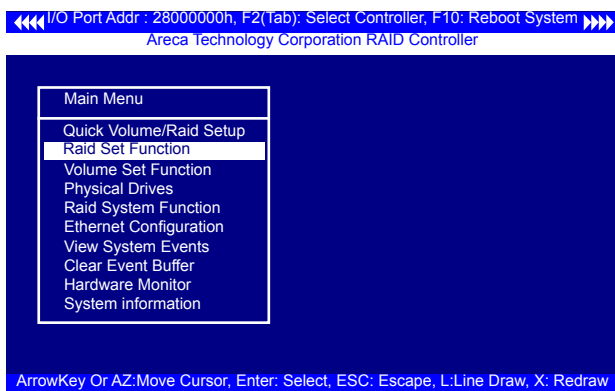 I/O Port Addr : 28000000h, F2(Tab): Select Controller, F10: Reboot System
Areca Technology Corporation RAID Controller
Main Menu
Quick Volume/Raid Setup
Raid Set Function
Volume Set Function
Physical Drives
Raid System Function
Ethernet Configuration
View System Events
Clear Event Buffer
Hardware Monitor
System information
ArrowKey Or AZ:Move Cursor, Enter: Select, ESC: Escape, L:Line Draw, X: Redraw